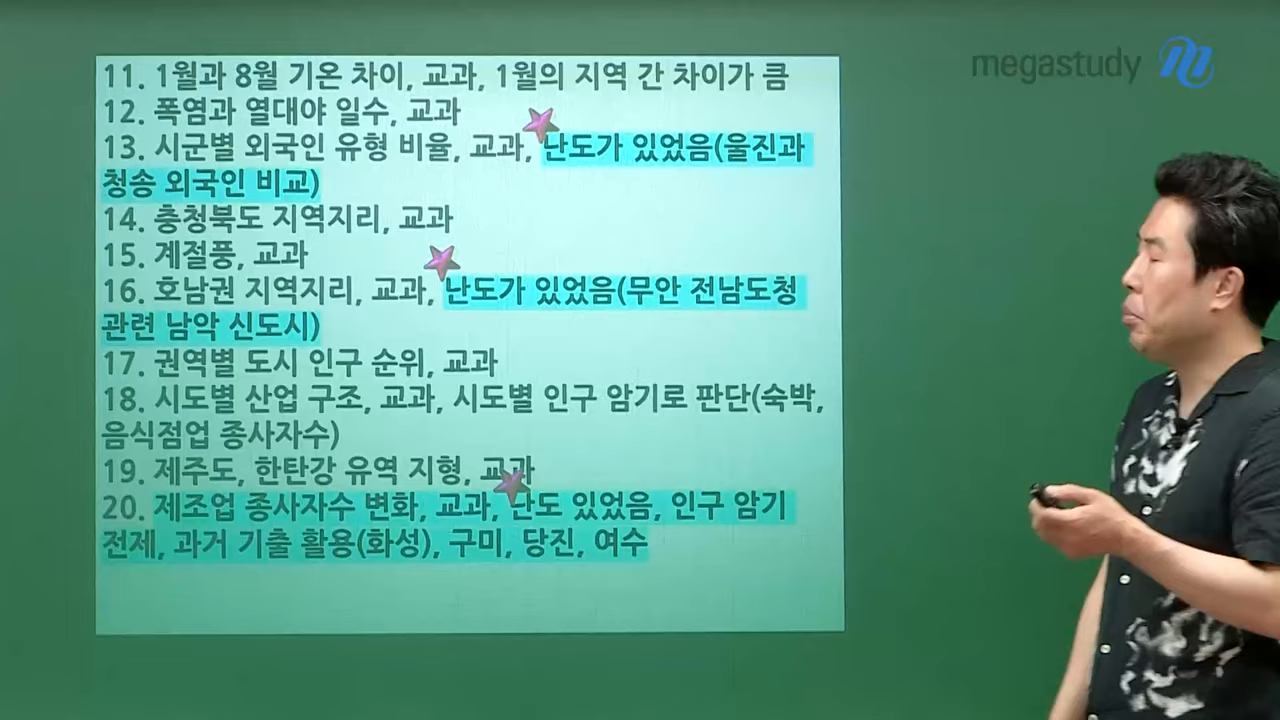 megastudy
11. 1월과 8월 기온 차이, 교과, 1월의 지역 간 차이가 큼
12. 폭염과 열대야 일수, 교과
13. 시군별 외국인 유형 비율, 교과, 난도가 있었음(울진과
청송 외국인 비교)
14. 충청북도 지역지리, 교과
15. 계절풍, 교과
16. 호남권 지역지리, 교과, 난도가 있었음(무안 전남도청
관련 남악 신도시)
17. 권역별 도시 인구 순위, 교과
18. 시도별 산업 구조, 교과, 시도별 인구 암기로 판단(숙박,
음식점업 종사자수)
19. 제주도, 한탄강 유역 지형, 교과
20. 제조업 종사자수 변화, 교과, 난도 있었음, 인구 암기
전제, 과거 기출 활용(화성), 구미, 당진, 여수